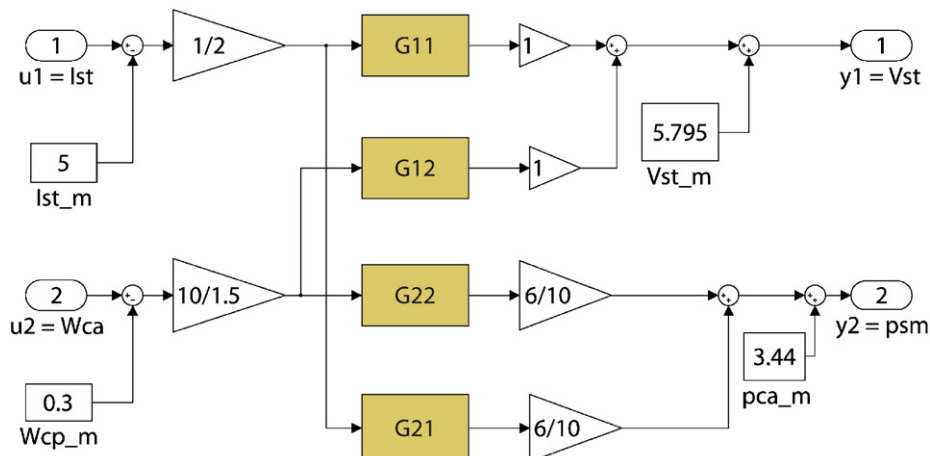 1
u1 = Ist
+
-
1/2
G11
1
+
+
+
+
1
y1 = Vst
5
Ist_m
G12
1
5.795
Vst_m
2
u2 = Wca
+
-
10/1.5
G22
6/10
+
+
+
+
2
y2 = psm
0.3
Wcp_m
G21
6/10
3.44
pca_m